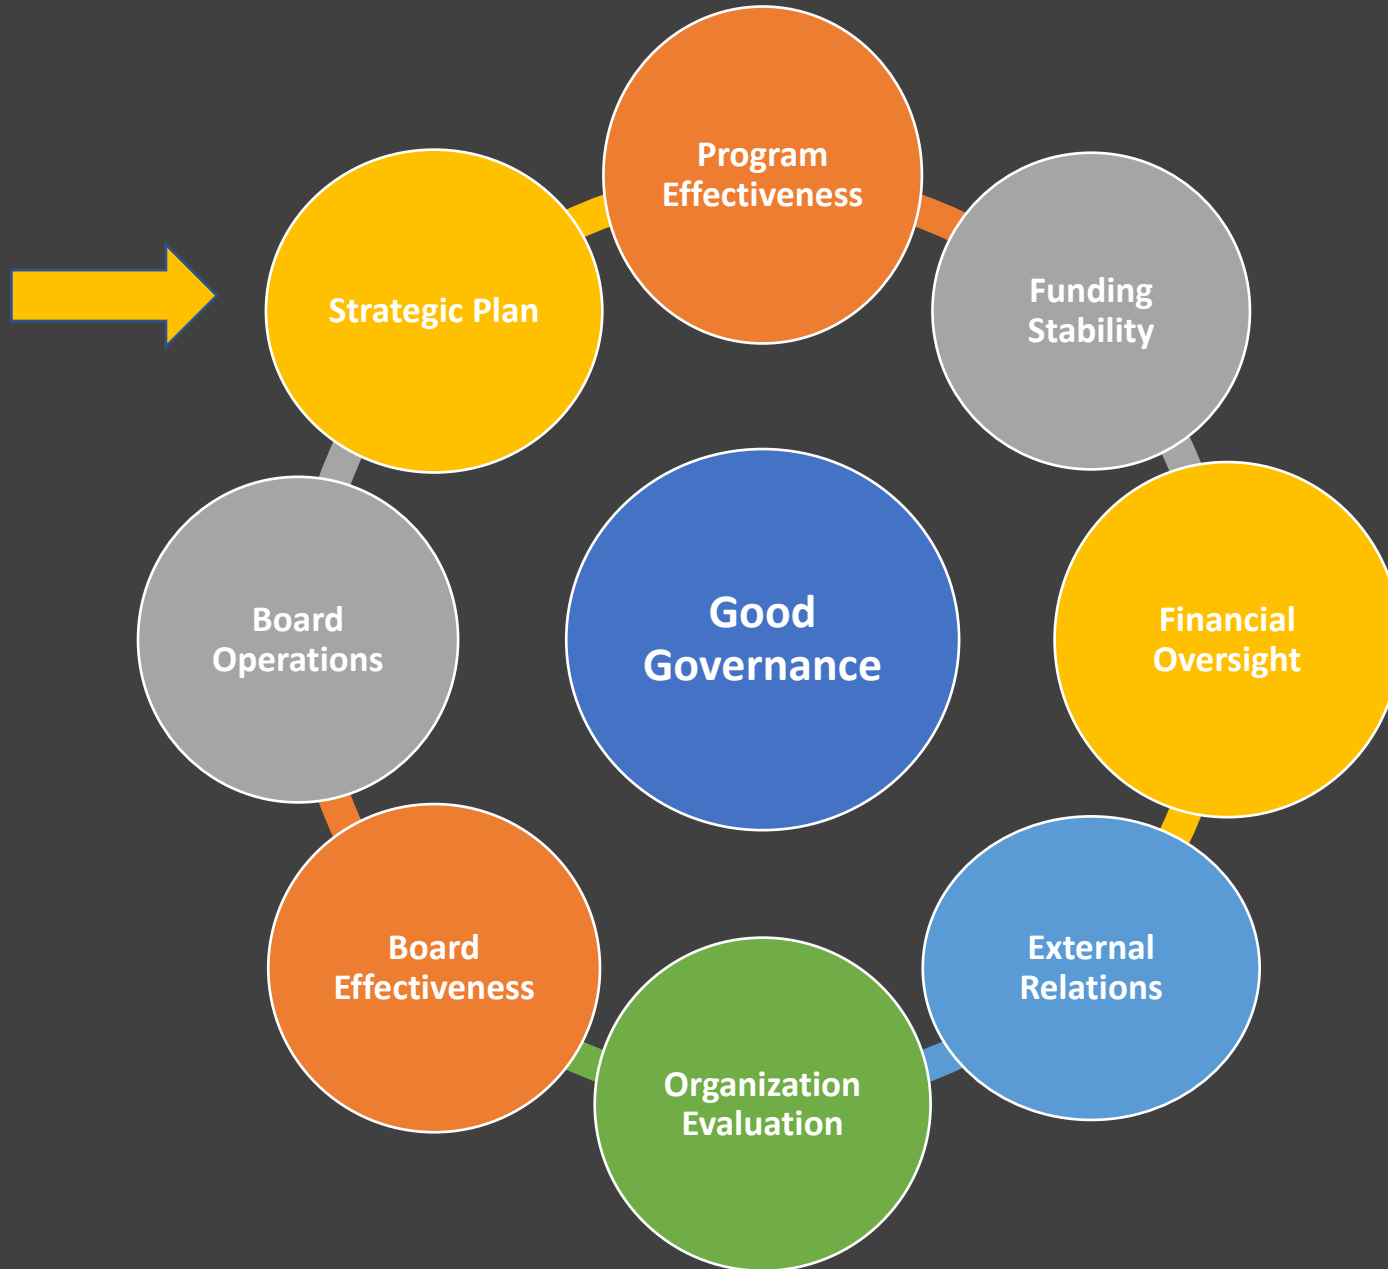 Program
Effectiveness
Funding
Stability
Financial
Oversight
External
Relations
Organization
Evaluation
Board
Effectiveness
Board
Operations
Strategic Plan
Good
Governance